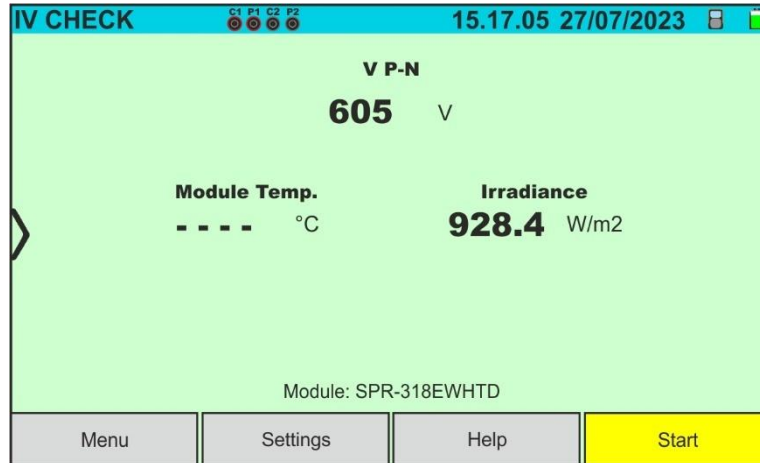 IV CHECK C1 P1 C2 P2 15.17.05 27/07/2023
V P-N
605 V
Module Temp. Irradiance
- - - - °C 928.4 W/m2
Module: SPR-318EWHTD
Menu Settings Help Start